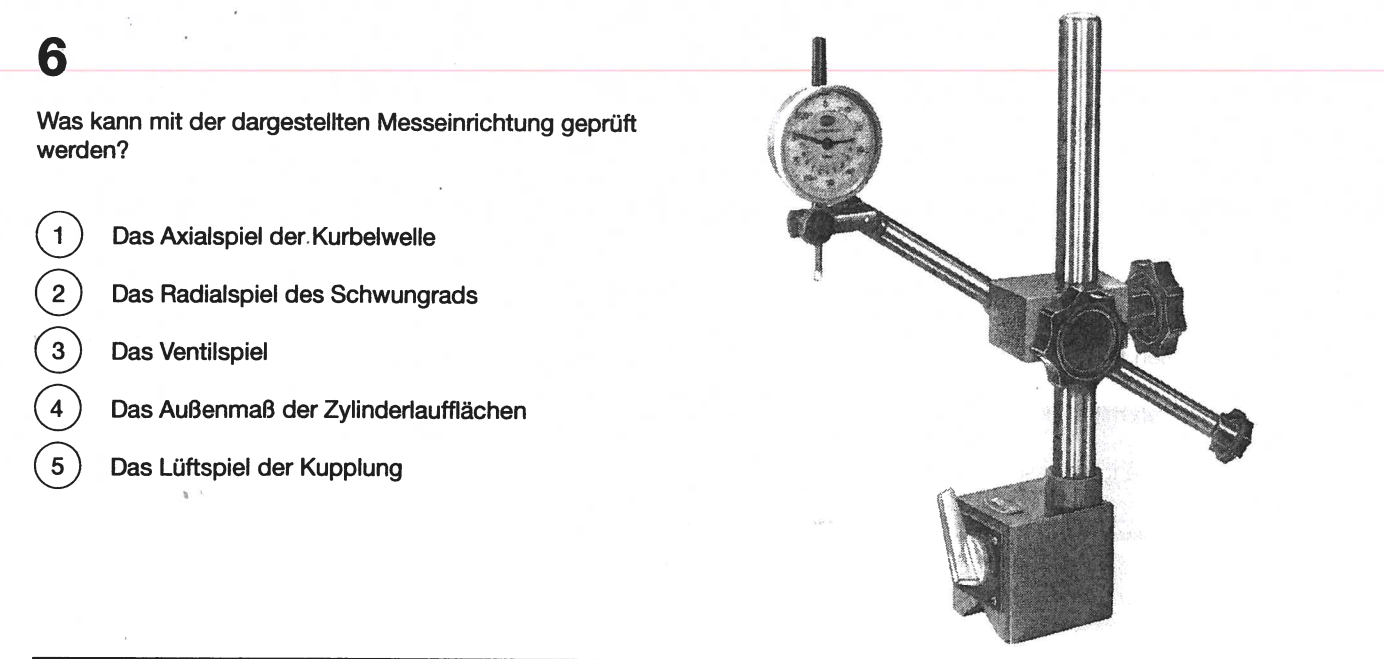 6
Was kann mit der dargestellten Messeinrichtung geprüft
werden?
1 Das Axialspiel der Kurbelwelle
2 Das Radialspiel des Schwungrads
3 Das Ventilspiel
4 Das Außenmaß der Zylinderlaufflächen
5 Das Lüftspiel der Kupplung